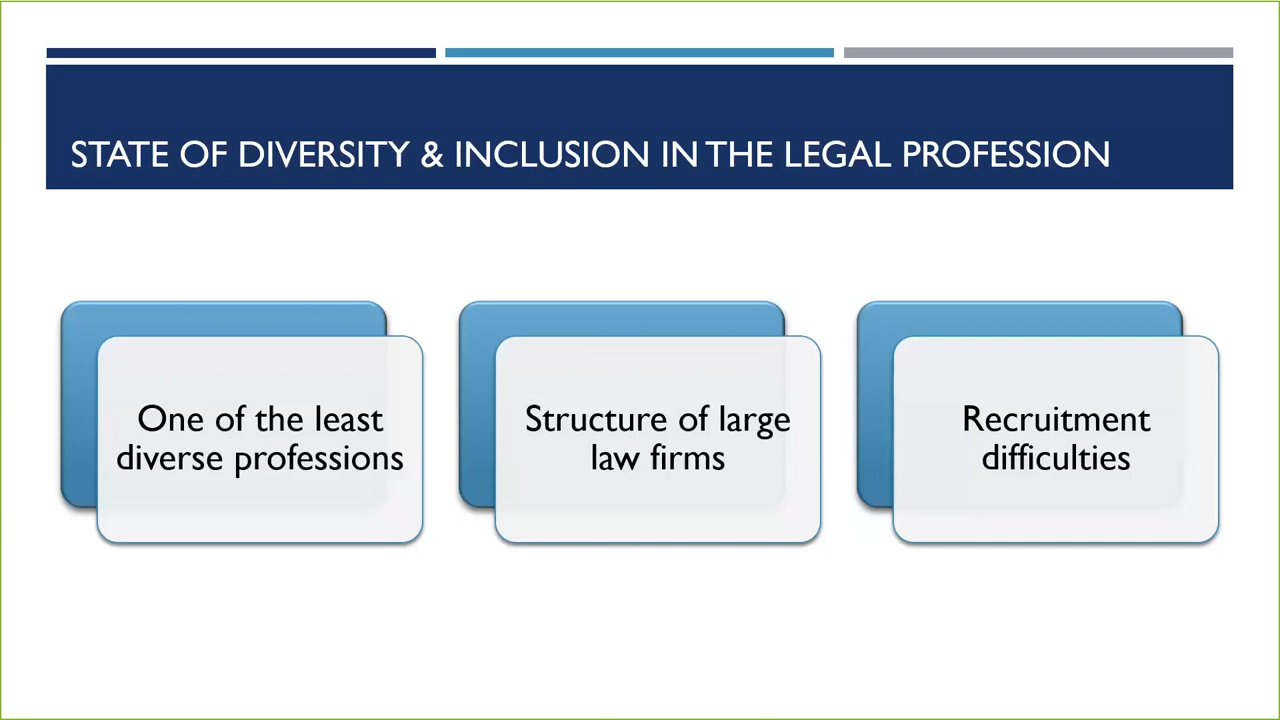 STATE OF DIVERSITY & INCLUSION IN THE LEGAL PROFESSION
One of the least
diverse professions
Structure of large
law firms
Recruitment
difficulties